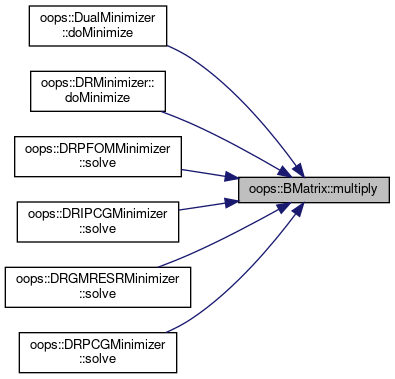 oops::DualMinimizer
::doMinimize
oops::DRMinimizer::
doMinimize
oops::DRPFOMMinimizer
::solve
oops::BMatrix::multiply
oops::DRIPCGMinimizer
::solve
oops::DRGMRESRMinimizer
::solve
oops::DRPCGMinimizer
::solve